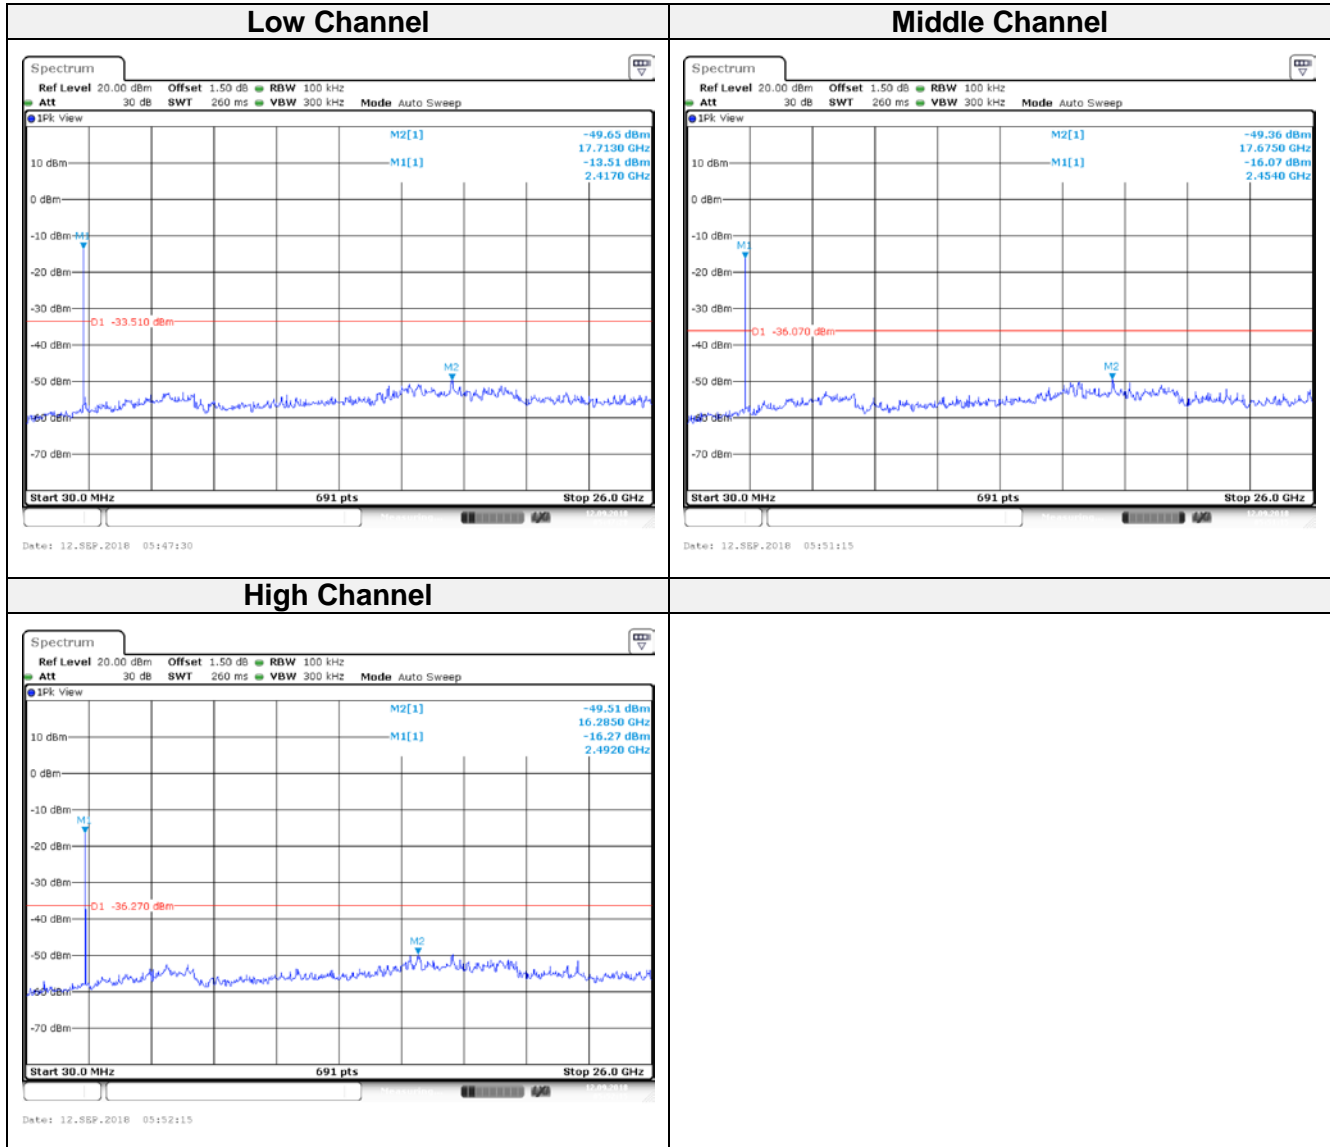 Low Channel
Middle Channel
Spectrum
Ref Level 20.00 dBm Offset 1.50 dB RBW 100 kHz
Att 30 dB SWT 260 ms VBW 300 kHz Mode Auto Sweep
1Pk View
M2[1] -49.65 dBm
17.7130 GHz
M1[1] -13.51 dBm
2.4170 GHz
10 dBm
0 dBm
-10 dBm
M1
-20 dBm
-30 dBm
D1 -33.510 dBm
-40 dBm
M2
-50 dBm
-60 dBm
-70 dBm
Start 30.0 MHz 691 pts Stop 26.0 GHz
Date: 12.SEP.2018 05:47:30
Spectrum
Ref Level 20.00 dBm Offset 1.50 dB RBW 100 kHz
Att 30 dB SWT 260 ms VBW 300 kHz Mode Auto Sweep
1Pk View
M2[1] -49.36 dBm
17.6750 GHz
M1[1] -16.07 dBm
2.4540 GHz
10 dBm
0 dBm
-10 dBm
M1
-20 dBm
-30 dBm
D1 -36.070 dBm
-40 dBm
M2
-50 dBm
-60 dBm
-70 dBm
Start 30.0 MHz 691 pts Stop 26.0 GHz
Date: 12.SEP.2018 05:51:15
High Channel
Spectrum
Ref Level 20.00 dBm Offset 1.50 dB RBW 100 kHz
Att 30 dB SWT 260 ms VBW 300 kHz Mode Auto Sweep
1Pk View
M2[1] -49.51 dBm
16.2850 GHz
M1[1] -16.27 dBm
2.4920 GHz
10 dBm
0 dBm
-10 dBm
M1
-20 dBm
-30 dBm
D1 -36.270 dBm
-40 dBm
M2
-50 dBm
-60 dBm
-70 dBm
Start 30.0 MHz 691 pts Stop 26.0 GHz
Date: 12.SEP.2018 05:52:15